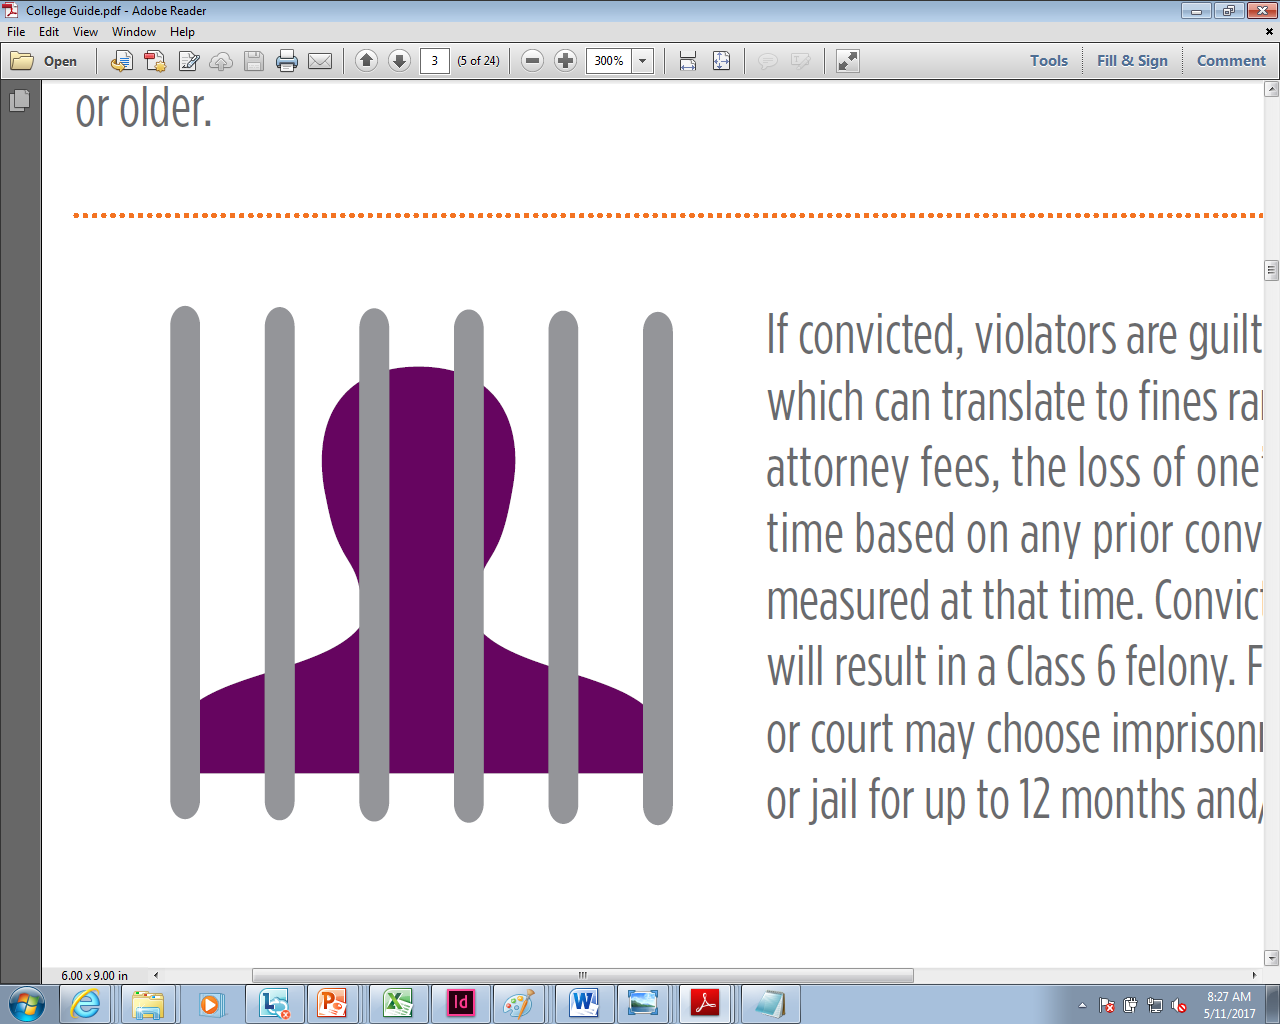 College Guide.pdf - Adobe Reader
File Edit View Window Help
Open 3 (5 of 24) 300% Tools Fill & Sign Comment
or older.
If convicted, violators are guilt
which can translate to fines
attorney fees, the loss of one
time based on any prior conv
measured at that time. Convict
will result in a Class 6 felony. F
or court may choose imprison
or jail for up to 12 months and/
6.00 x 9.00 in
8:27 AM
5/11/2017